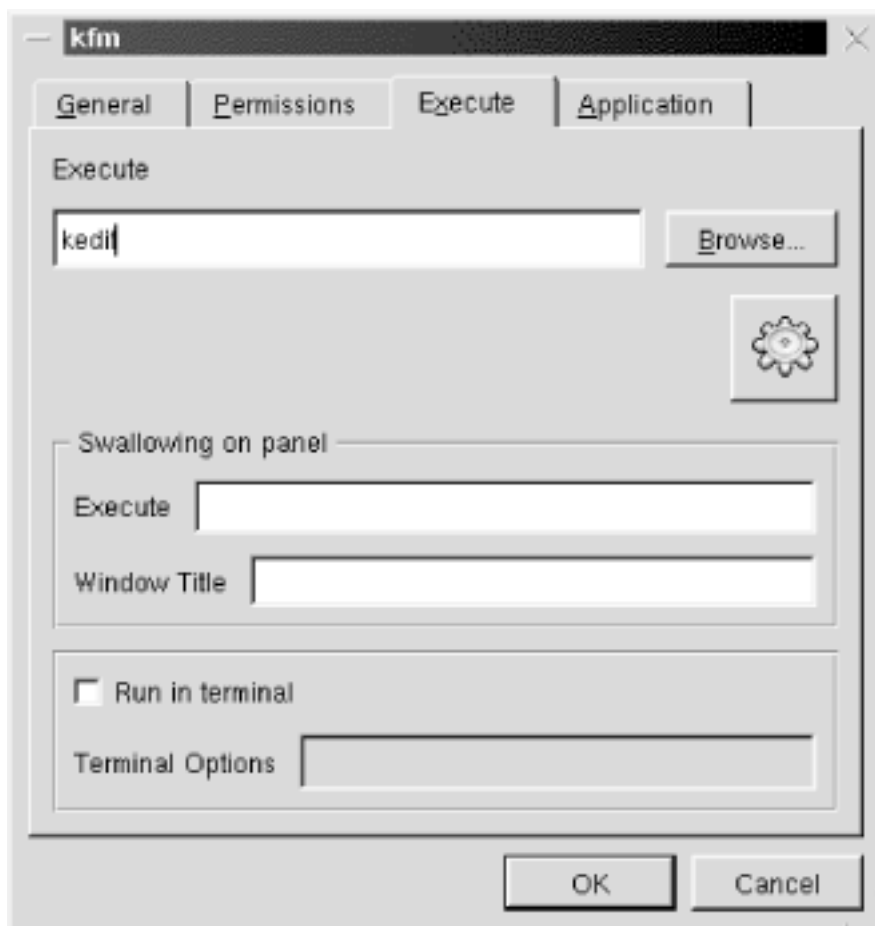 kfm
General Permissions Execute Application
Execute
kedit Browse...
Swallowing on panel
Execute
Window Title
Run in terminal
Terminal Options
OK Cancel